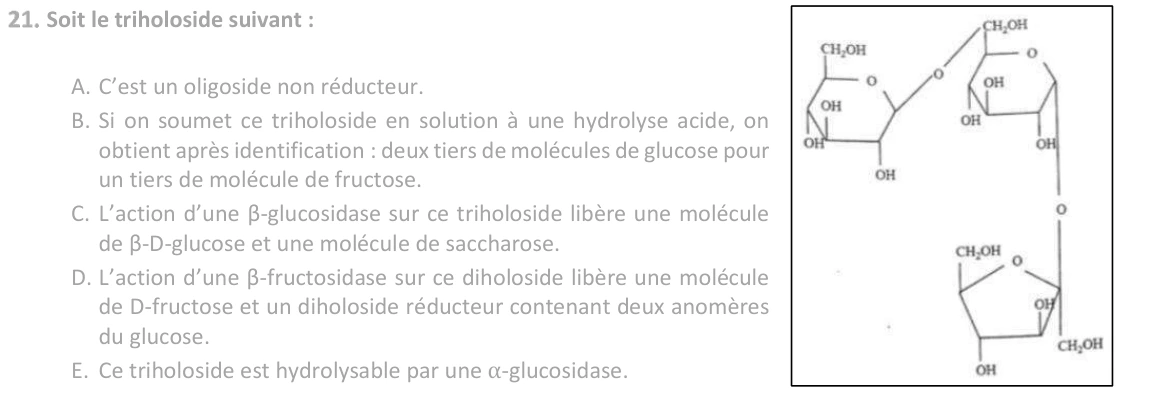 21. Soit le triholoside suivant :
A. C’est un oligoside non réducteur.
B. Si on soumet ce triholoside en solution à une hydrolyse acide, on
obtient après identification : deux tiers de molécules de glucose pour
un tiers de molécule de fructose.
C. L’action d’une β-glucosidase sur ce triholoside libère une molécule
de β-D-glucose et une molécule de saccharose.
D. L’action d’une β-fructosidase sur ce diholoside libère une molécule
de D-fructose et un diholoside réducteur contenant deux anomères
du glucose.
E. Ce triholoside est hydrolysable par une α-glucosidase.
CH₂OH
CH₂OH
O
O
O
OH
OH
OH
OH
OH
OH
O
CH₂OH
O
OH
CH₂OH
OH